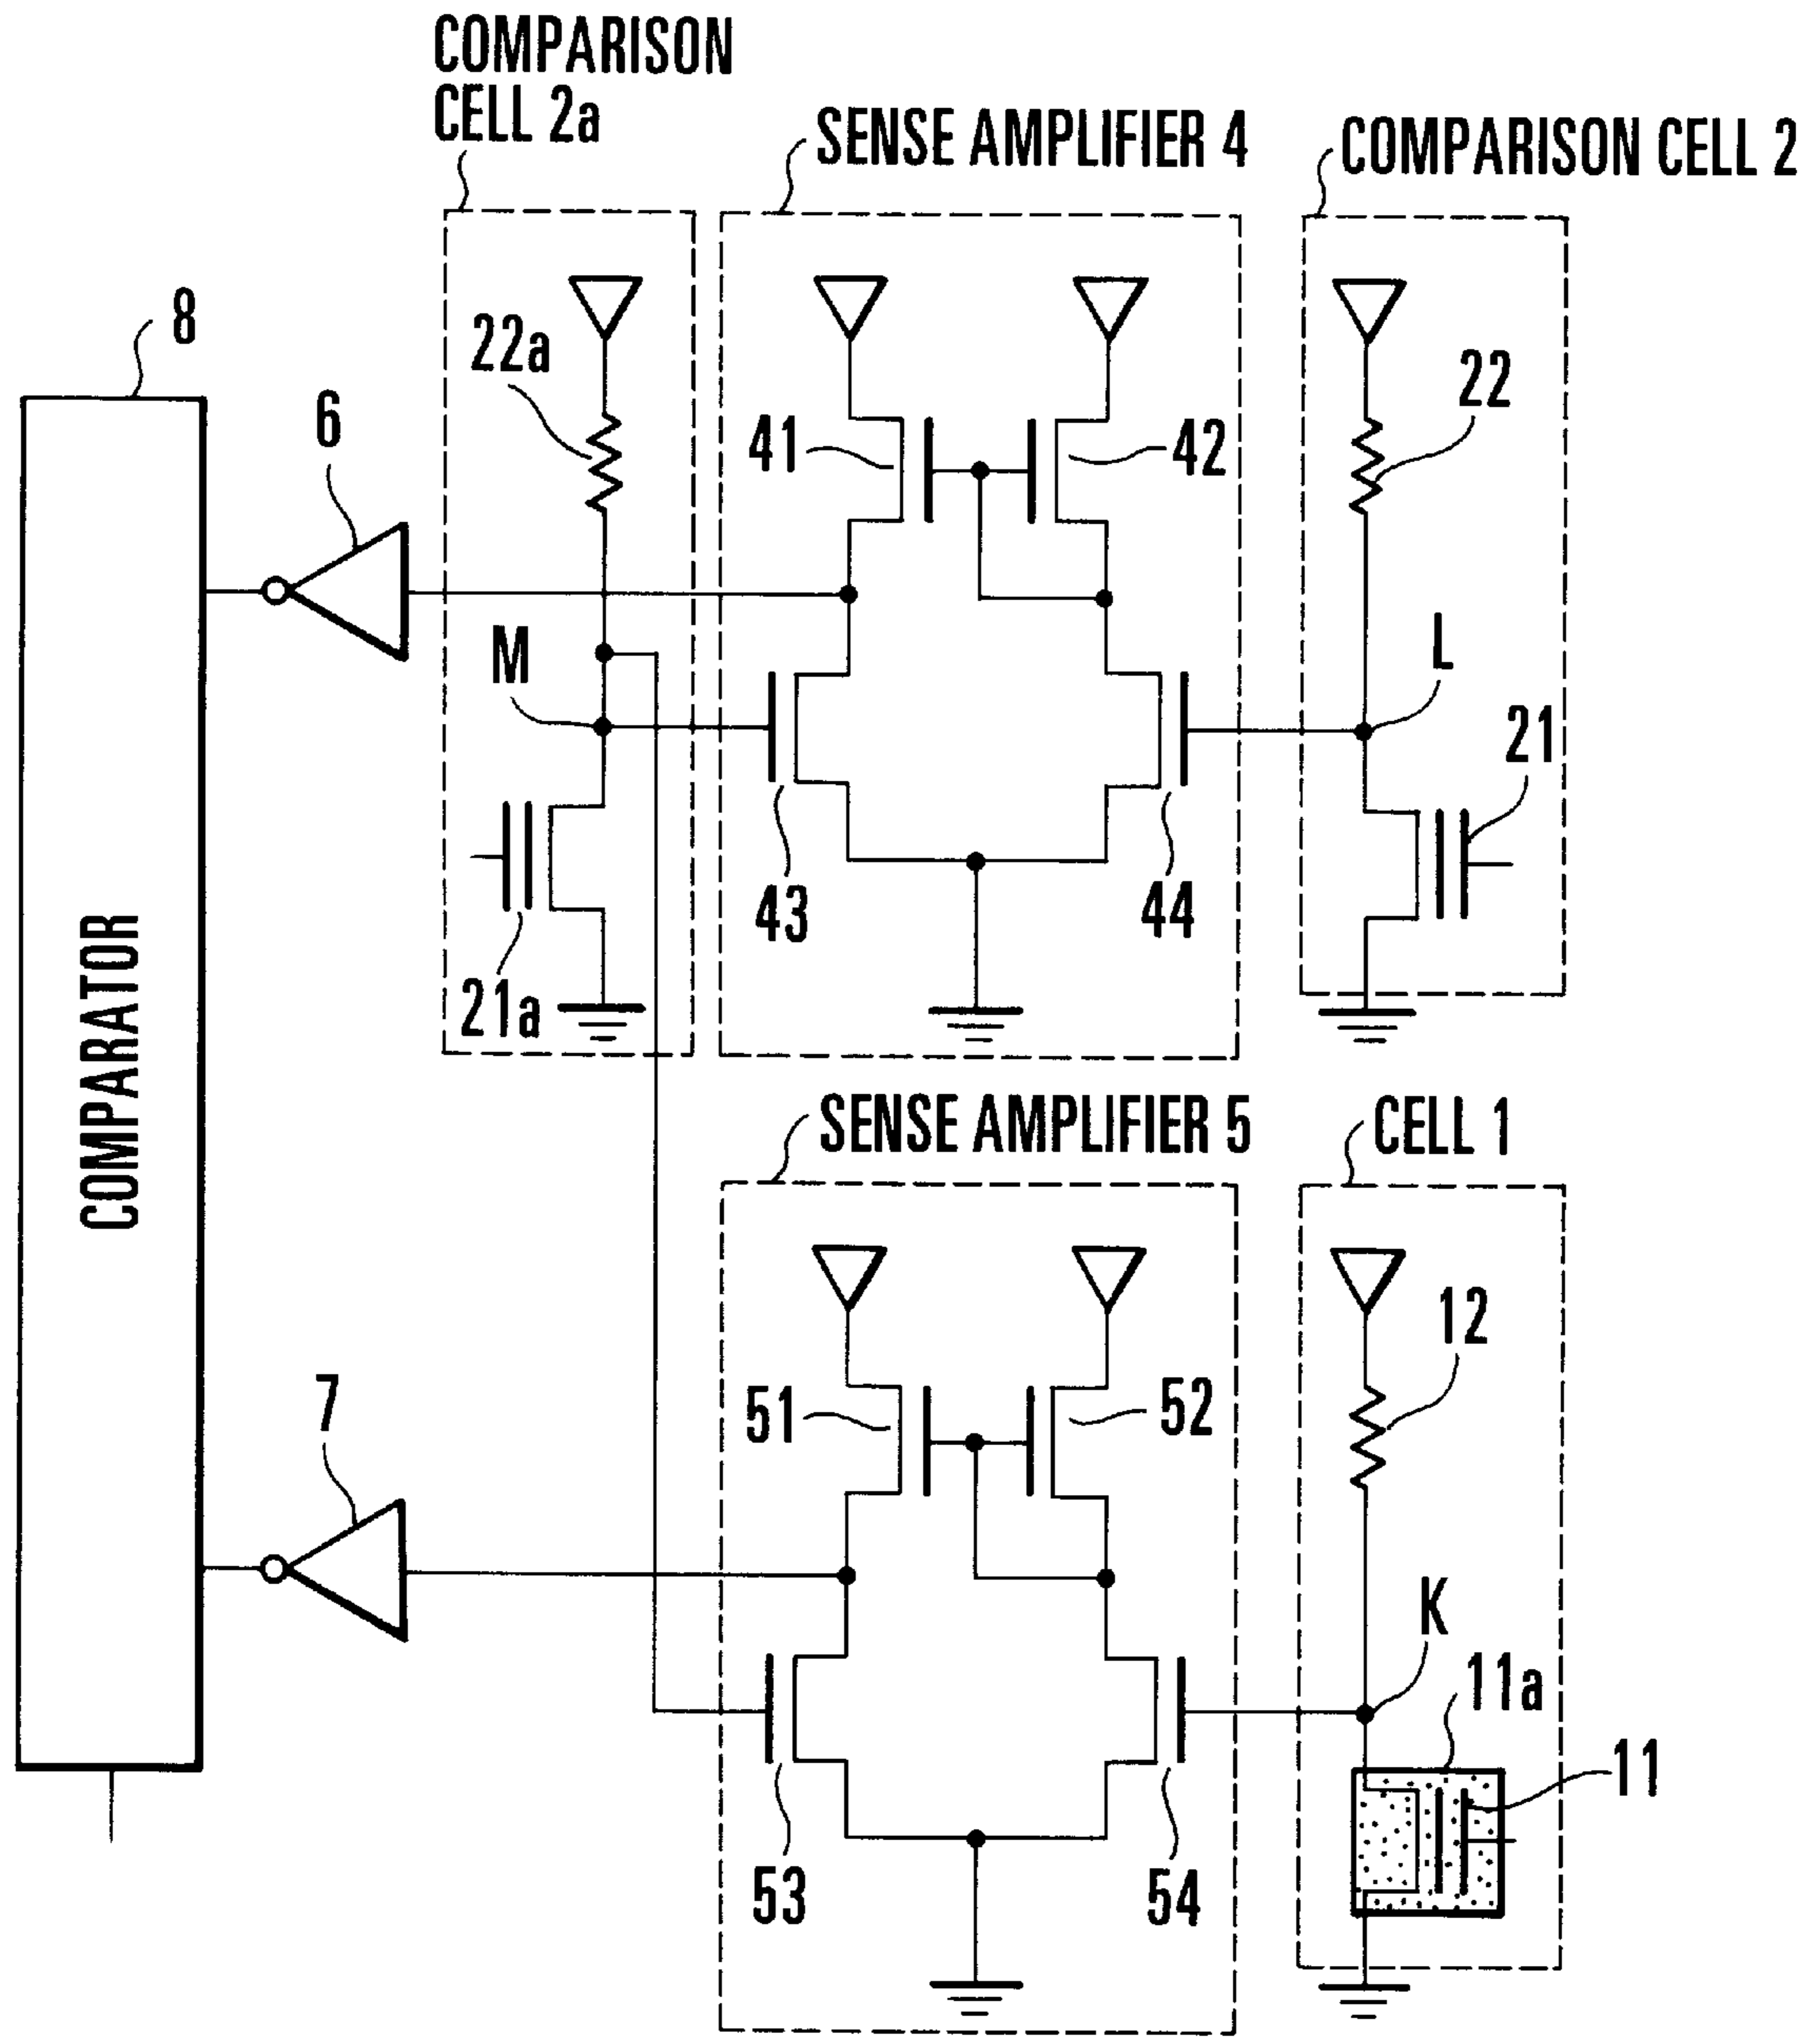 COMPARISON
CELL 2a
SENSE AMPLIFIER 4
COMPARISON CELL 2
8
22a
22
6
41
42
M
L
21
43
44
21a
COMPARATOR
SENSE AMPLIFIER 5
CELL 1
12
7
51
52
K
11a
11
53
54